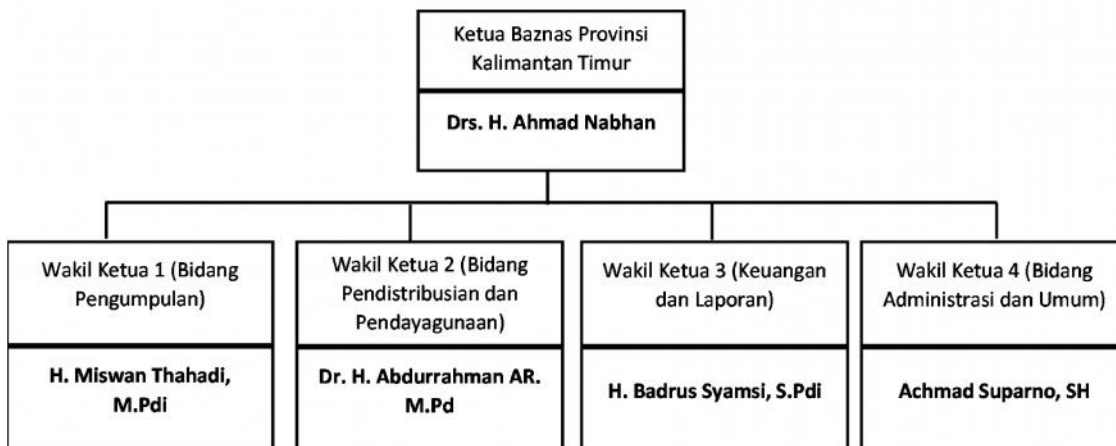 Ketua Baznas Provinsi
Kalimantan Timur
Drs. H. Ahmad Nabhan
Wakil Ketua 1 (Bidang
Pengumpulan)
H. Miswan Thahadi,
M.Pdi
Wakil Ketua 2 (Bidang
Pendistribusian dan
Pendayagunaan)
Dr. H. Abdurrahman AR.
M.Pd
Wakil Ketua 3 (Keuangan
dan Laporan)
H. Badrus Syamsi, S.Pdi
Wakil Ketua 4 (Bidang
Administrasi dan Umum)
Achmad Suparno, SH